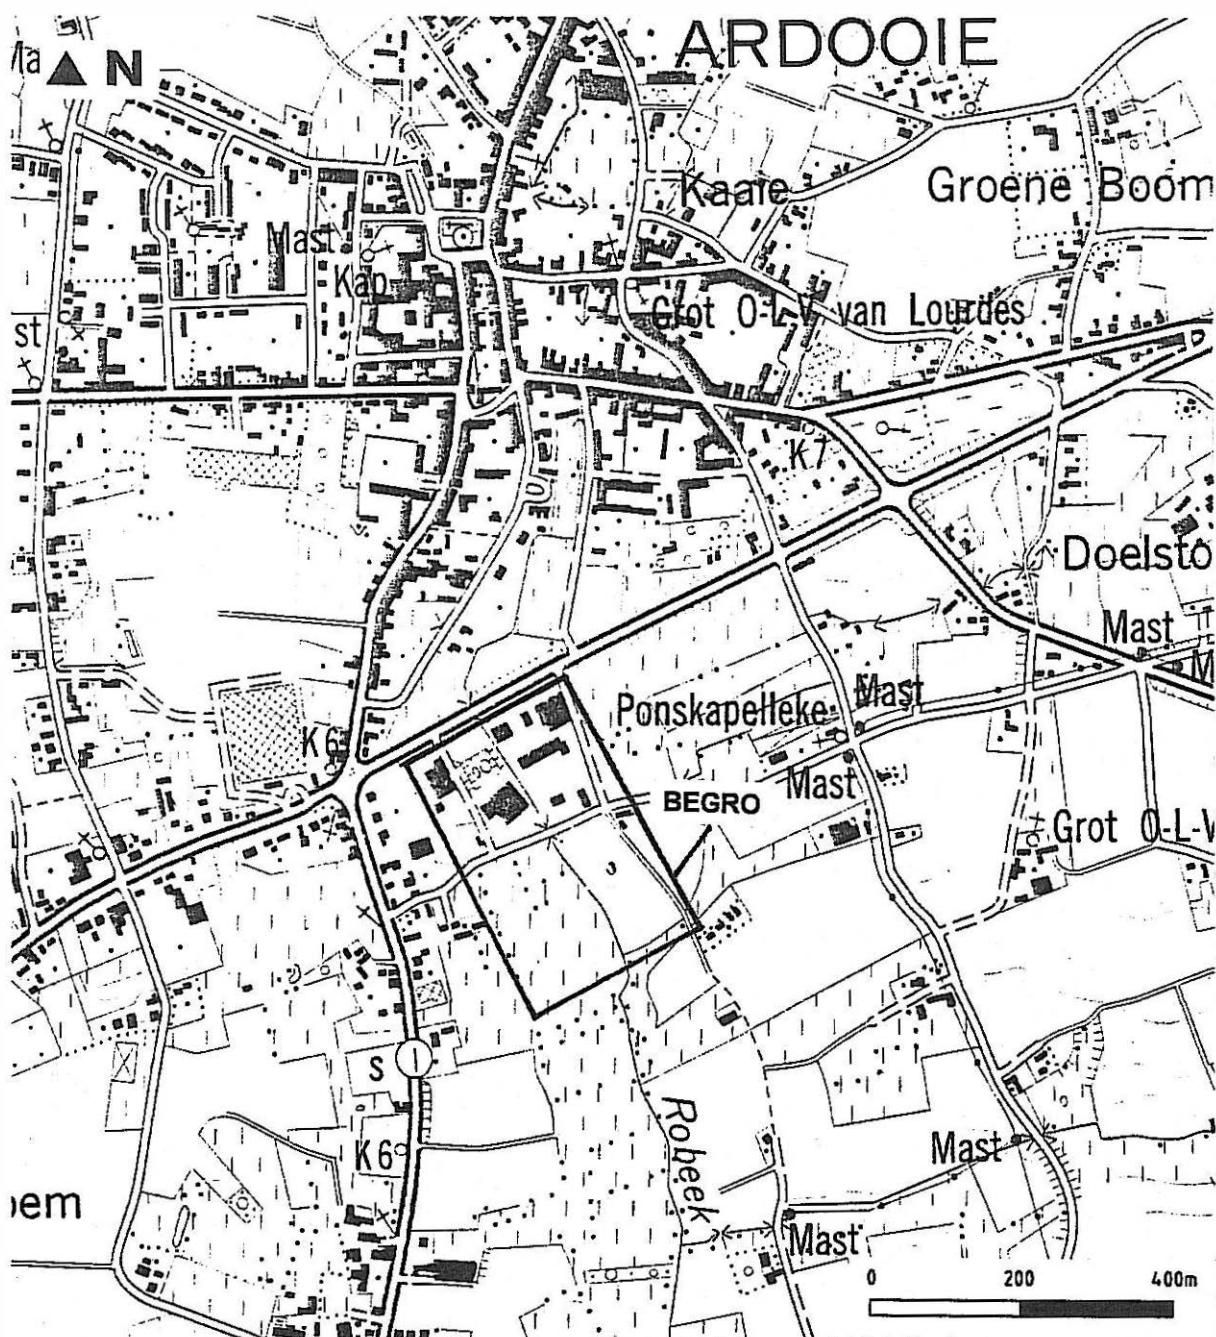 ARDOOIE
N
Kaaie
Groene Boom
Mast
Kap
Grot O-L-V van Lourdes
st
K7
Doelsto
Mast
Ponskapelleke
Mast
K6
Mast
BEGRO
Grot O-L-V
S
K6
Robeek
Mast
Mast
0 200 400m